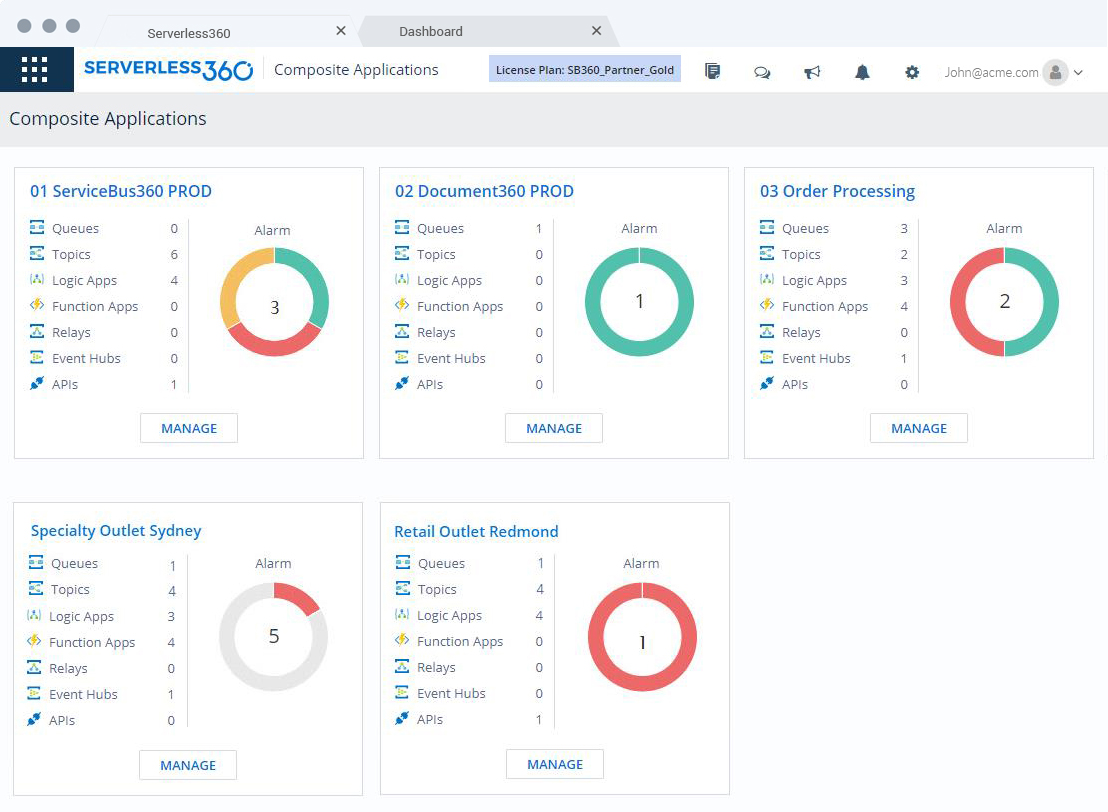 Serverless360
Dashboard
SERVERLESS360
Composite Applications
License Plan: SB360_Partner_Gold
John@acme.com
Composite Applications
01 ServiceBus360 PROD
Queues 0
Topics 6
Logic Apps 4
Function Apps 0
Relays 0
Event Hubs 0
APIs 1
Alarm
3
MANAGE
02 Document360 PROD
Queues 1
Topics 0
Logic Apps 0
Function Apps 0
Relays 0
Event Hubs 0
APIs 0
Alarm
1
MANAGE
03 Order Processing
Queues 3
Topics 2
Logic Apps 3
Function Apps 4
Relays 0
Event Hubs 1
APIs 0
Alarm
2
MANAGE
Specialty Outlet Sydney
Queues 1
Topics 4
Logic Apps 3
Function Apps 4
Relays 0
Event Hubs 1
APIs 0
Alarm
5
MANAGE
Retail Outlet Redmond
Queues 1
Topics 4
Logic Apps 4
Function Apps 0
Relays 0
Event Hubs 0
APIs 1
Alarm
1
MANAGE